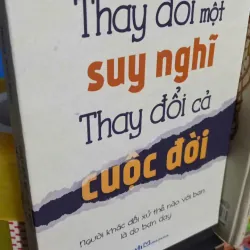 Thay đổi một
suy nghĩ
Thay đổi cả
cuộc đời
Người khác đối xử thế nào với bạn
là do bạn dạy